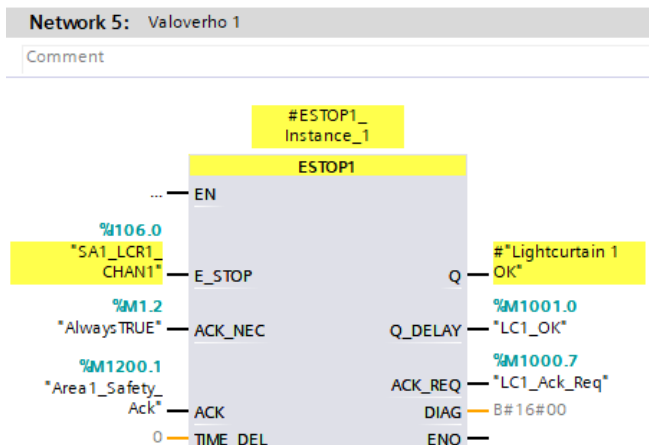 Network 5: Valoverho 1
Comment
#ESTOP1_
Instance_1
ESTOP1
... EN
%I106.0
"SA1_LCR1_
CHAN1" E_STOP
#"Lightcurtain 1
Q OK"
%M1.2
"AlwaysTRUE" ACK_NEC
%M1001.0
Q_DELAY "LC1_OK"
%M1200.1
"Area1_Safety_
Ack" ACK
%M1000.7
ACK_REQ "LC1_Ack_Req"
DIAG B#16#00
0 TIME_DEL ENO